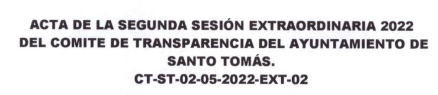 ACTA DE LA SEGUNDA SESIÓN EXTRAORDINARIA 2022
DEL COMITE DE TRANSPARENCIA DEL AYUNTAMIENTO DE
SANTO TOMÁS.
CT-ST-02-05-2022-EXT-02